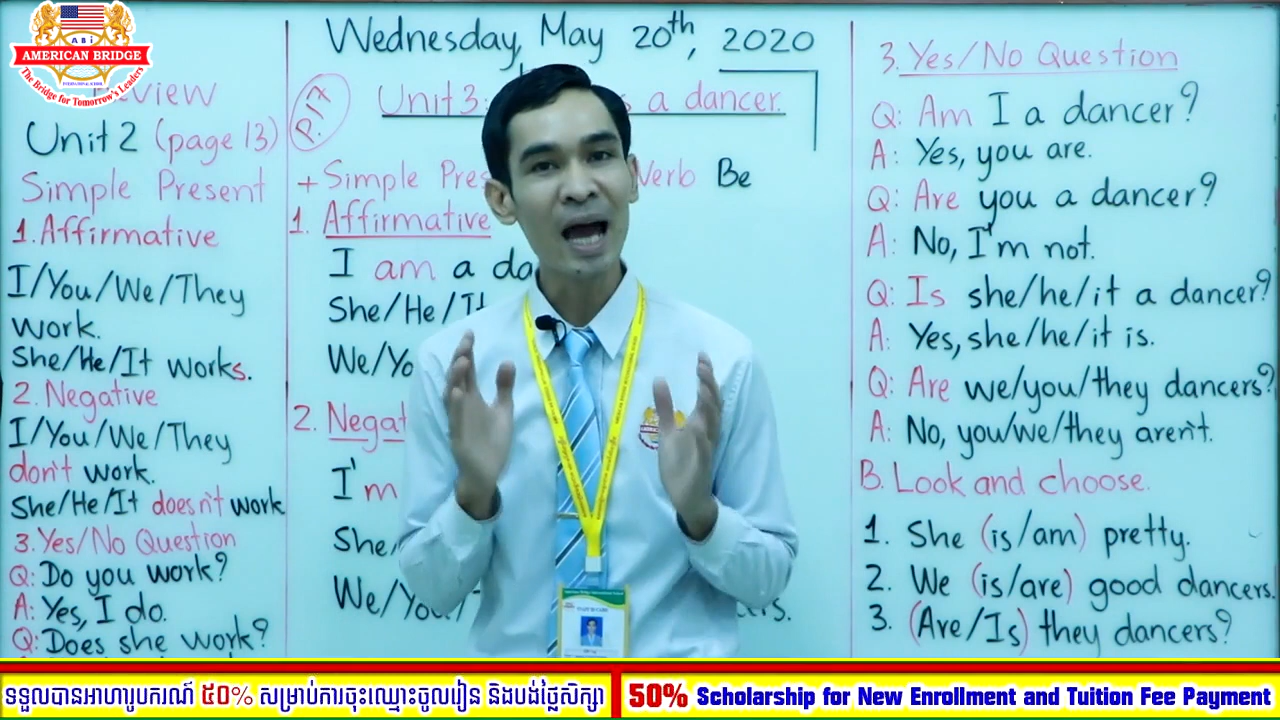 AMERICAN BRIDGE
The Bridge for Tomorrow's Leaders
Unit 2 (page 13)
Simple Present
1. Affirmative
I/You/We/They
work.
She/He/It works.
2. Negative
I/You/We/They
don't work.
She/He/It doesn't work
3. Yes/No Question
Q: Do you work?
A: Yes, I do.
Q: Does she work?
Wednesday, May 20th, 2020
P.17
Unit 3: s a dancer.
+ Simple Pres Verb Be
1. Affirmative
I am a da
She/He/It
We/Yo
2. Negat
I'm
She/
We/You/ ers.
3. Yes/No Question
Q: Am I a dancer?
A: Yes, you are.
Q: Are you a dancer?
A: No, I'm not.
Q: Is she/he/it a dancer?
A: Yes, she/he/it is.
Q: Are we/you/they dancers?
A: No, you/we/they aren't.
B. Look and choose.
1. She (is/am) pretty.
2. We (is/are) good dancers.
3. (Are/Is) they dancers?
ទទួលបានអាហារូបករណ៍ ៥០% សម្រាប់ការចុះឈ្មោះចូលរៀន និងបង់ថ្លៃសិក្សា
50% Scholarship for New Enrollment and Tuition Fee Payment